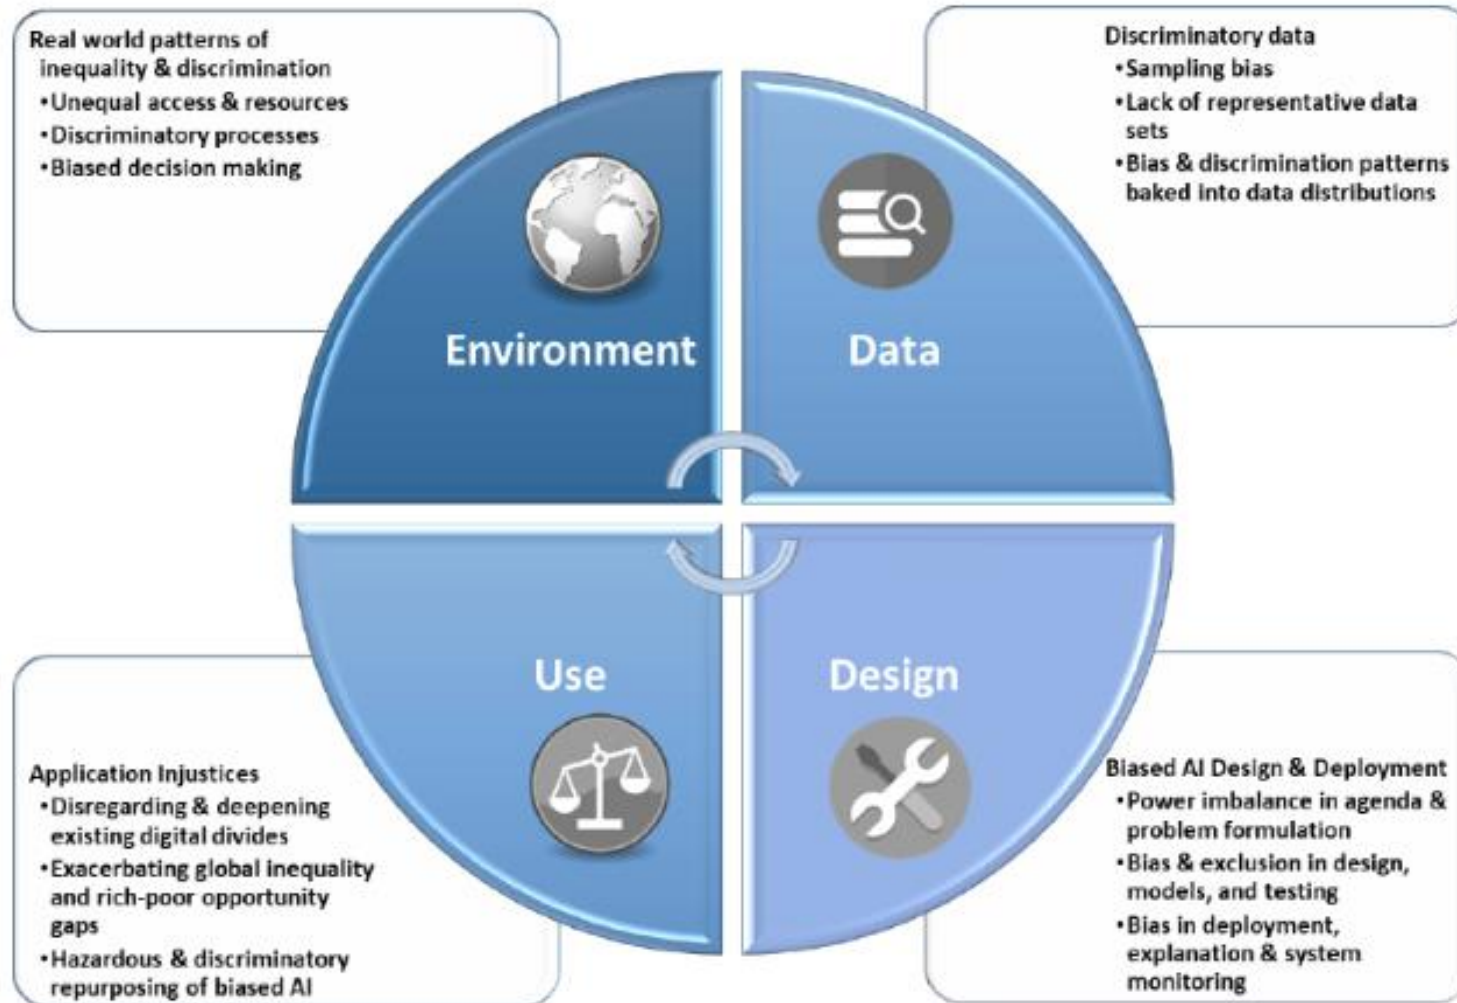 Real world patterns of
inequality & discrimination
•Unequal access & resources
•Discriminatory processes
•Biased decision making
Environment
Discriminatory data
•Sampling bias
•Lack of representative data
sets
•Bias & discrimination patterns
baked into data distributions
Data
Use
Application Injustices
•Disregarding & deepening
existing digital divides
•Exacerbating global inequality
and rich-poor opportunity
gaps
•Hazardous & discriminatory
repurposing of biased AI
Design
Biased AI Design & Deployment
•Power imbalance in agenda &
problem formulation
•Bias & exclusion in design,
models, and testing
•Bias in deployment,
explanation & system
monitoring